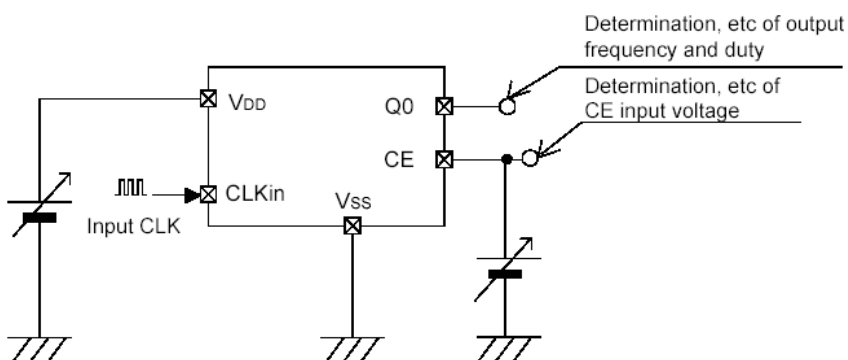 Determination, etc of output
frequency and duty
Determination, etc of
CE input voltage
VDD
Q0
CE
CLKin
Input CLK
VSS